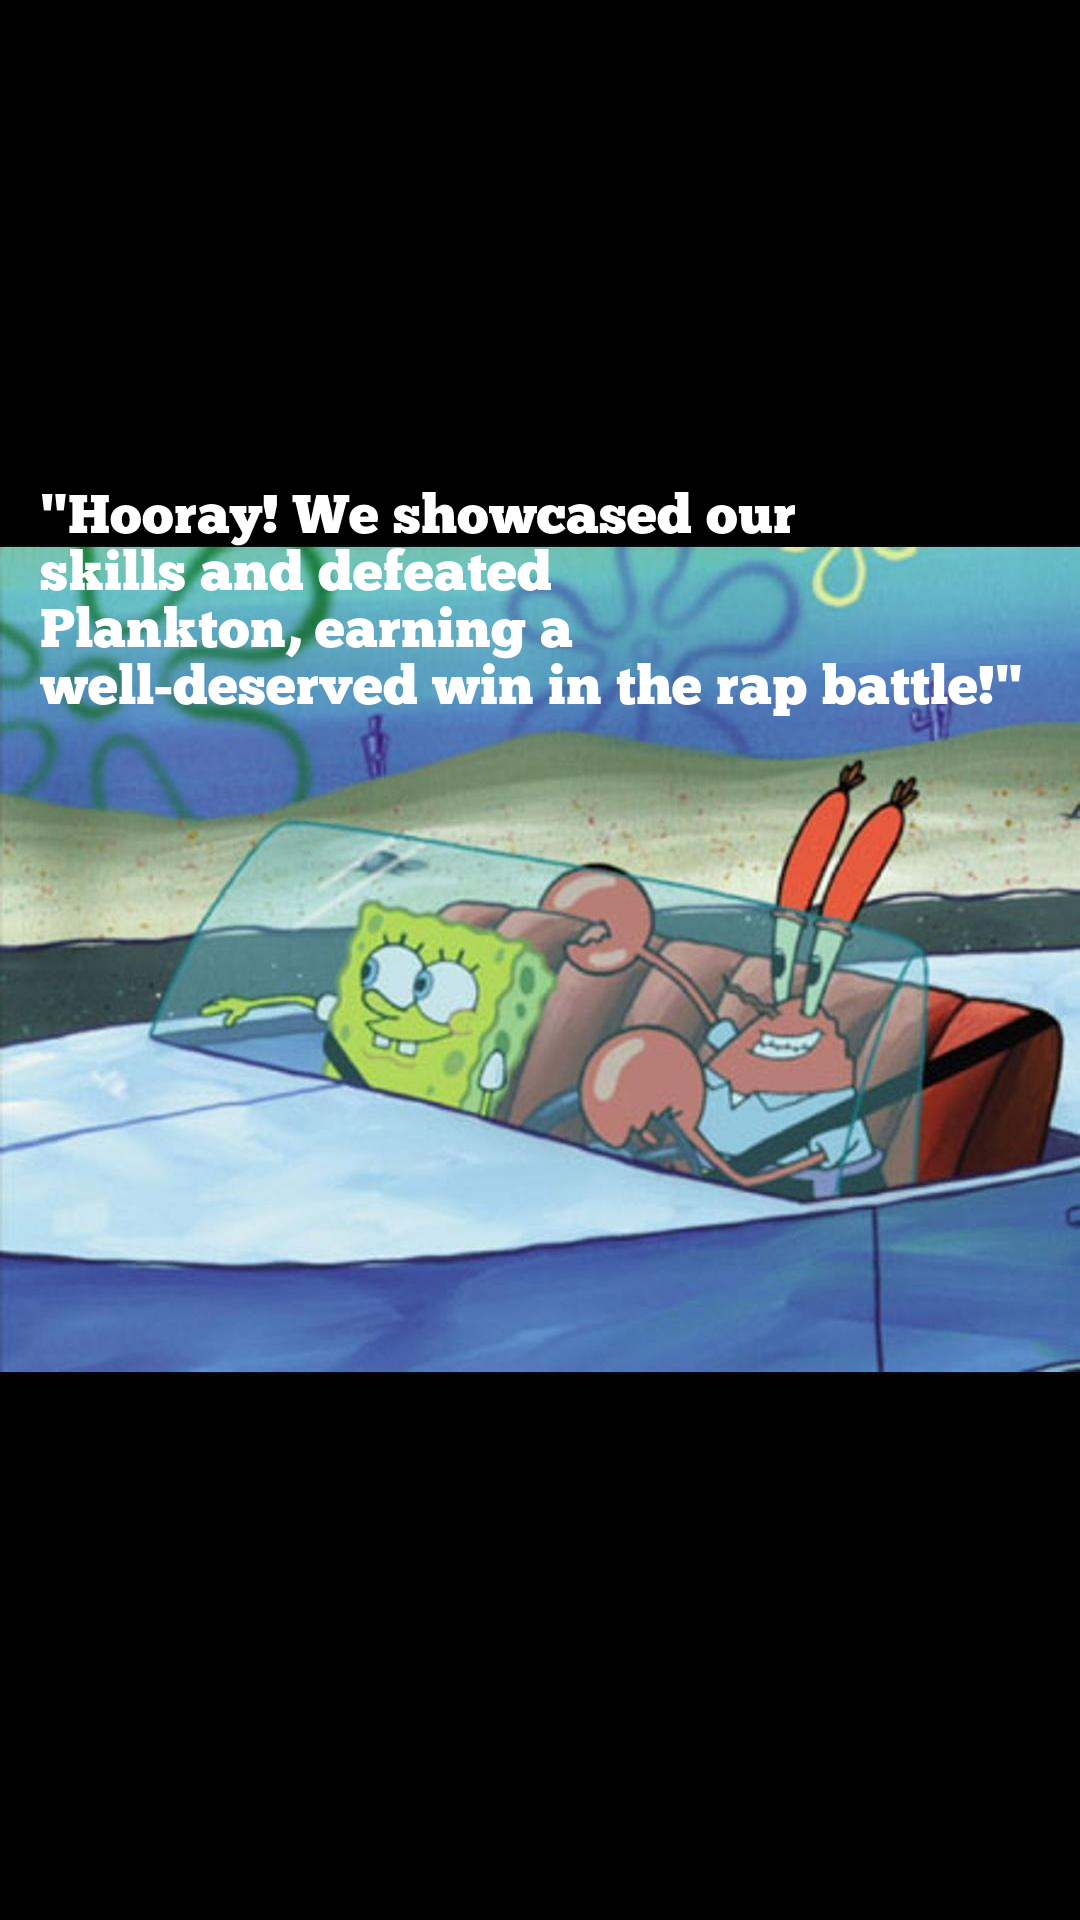 "Hooray! We showcased our
skills and defeated
Plankton, earning a
well-deserved win in the rap battle!"